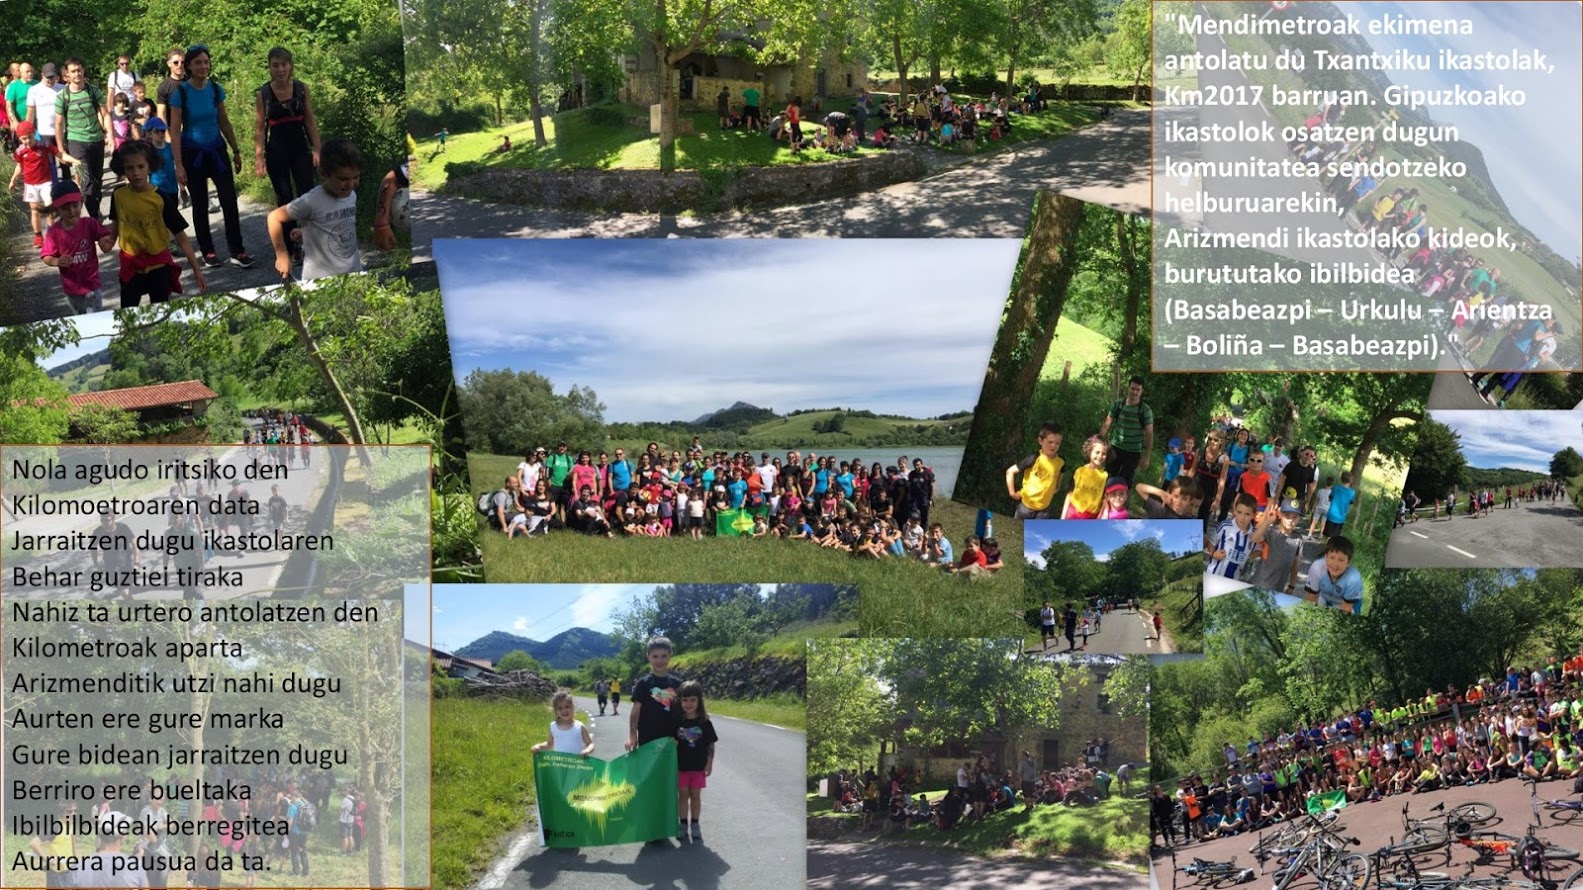 "Mendimetroak ekimena
antolatu du Txantxiku ikastolak,
Km2017 barruan. Gipuzkoako
ikastolok osatzen dugun
komunitatea sendotzeko
helburuarekin,
Arizmendi ikastolako kideok,
burututako ibilbidea
(Basabeazpi – Urkulu – Arientza
– Boliña – Basabeazpi)."
Nola agudo iritsiko den
Kilomoetroaren data
Jarraitzen dugu ikastolaren
Behar guztiei tiraka
Nahiz ta urtero antolatzen den
Kilometroak aparta
Arizmenditik utzi nahi dugu
Aurten ere gure marka
Gure bidean jarraitzen dugu
Berriro ere bueltaka
Ibilbilbideak berregitea
Aurrera pausua da ta.
KILOMETROAK
MENDIMETROAK